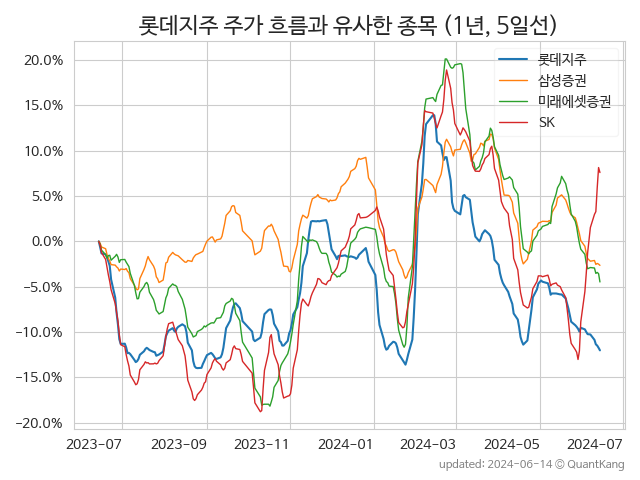 롯데지주 주가 흐름과 유사한 종목 (1년, 5일선)
롯데지주
삼성증권
미래에셋증권
SK
20.0%
15.0%
10.0%
5.0%
0.0%
−5.0%
−10.0%
−15.0%
−20.0%
2023-07 2023-09 2023-11 2024-01 2024-03 2024-05 2024-07
updated: 2024-06-14 © QuantKang